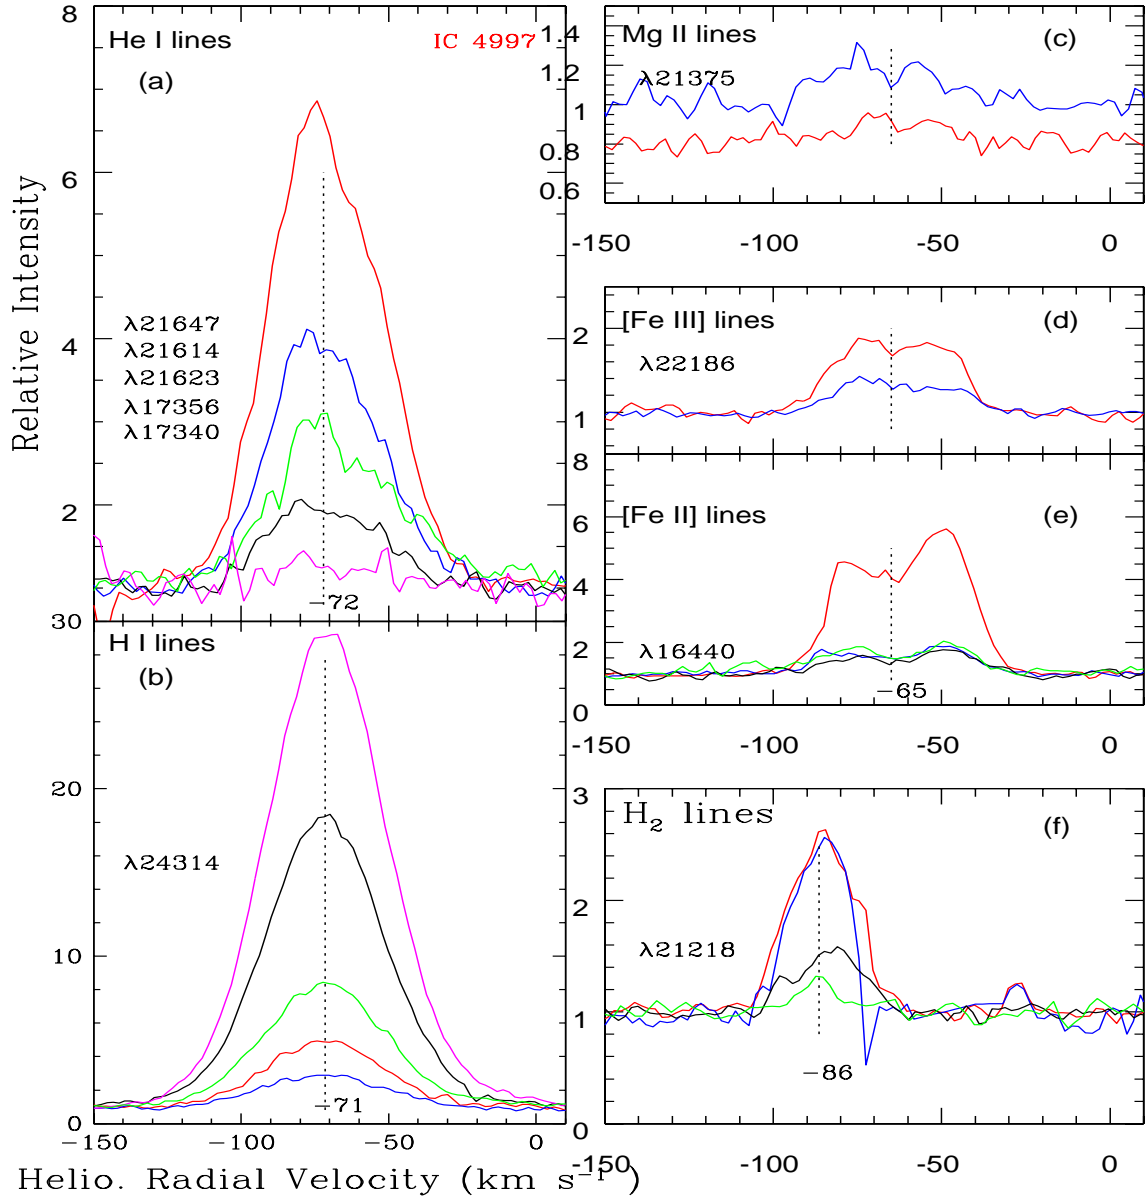 He I lines
IC 4997
(a)
8
6
4
2
λ21647
λ21614
λ21623
λ17356
λ17340
−72
Relative Intensity
H I lines
(b)
30
20
10
0
λ24314
−71
−150
−100
−50
0
Helio. Radial Velocity (km s⁻¹)
Mg II lines
(c)
λ21375
1.4
1.2
1
0.8
0.6
-150
-100
-50
0
[Fe III] lines
(d)
λ22186
2
1
[Fe II] lines
(e)
λ16440
8
6
4
2
0
−65
-150
-100
-50
0
H₂ lines
(f)
λ21218
3
2
1
0
−86
-150
-100
-50
0